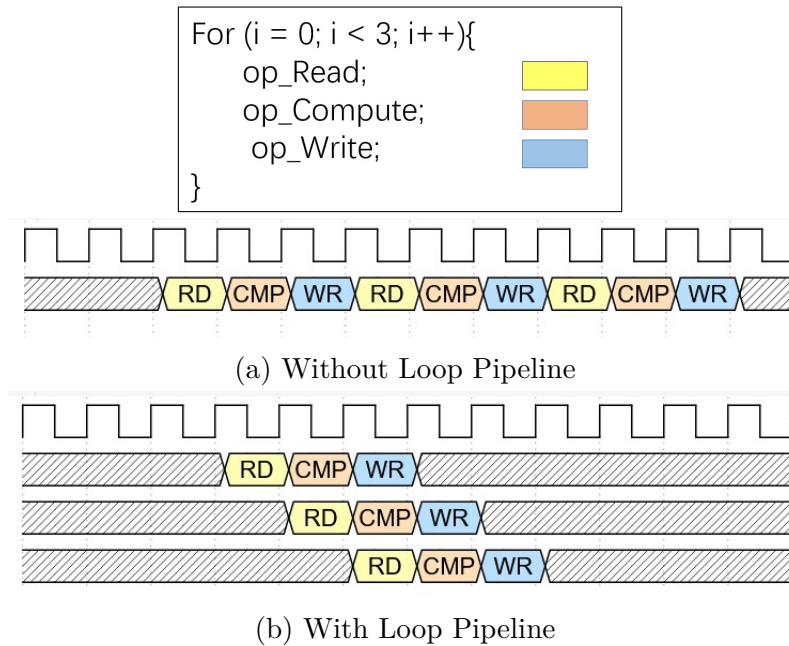 For (i = 0; i < 3; i++){
op_Read;
op_Compute;
op_Write;
}
RD CMP WR RD CMP WR RD CMP WR
(a) Without Loop Pipeline
RD CMP WR
RD CMP WR
RD CMP WR
(b) With Loop Pipeline